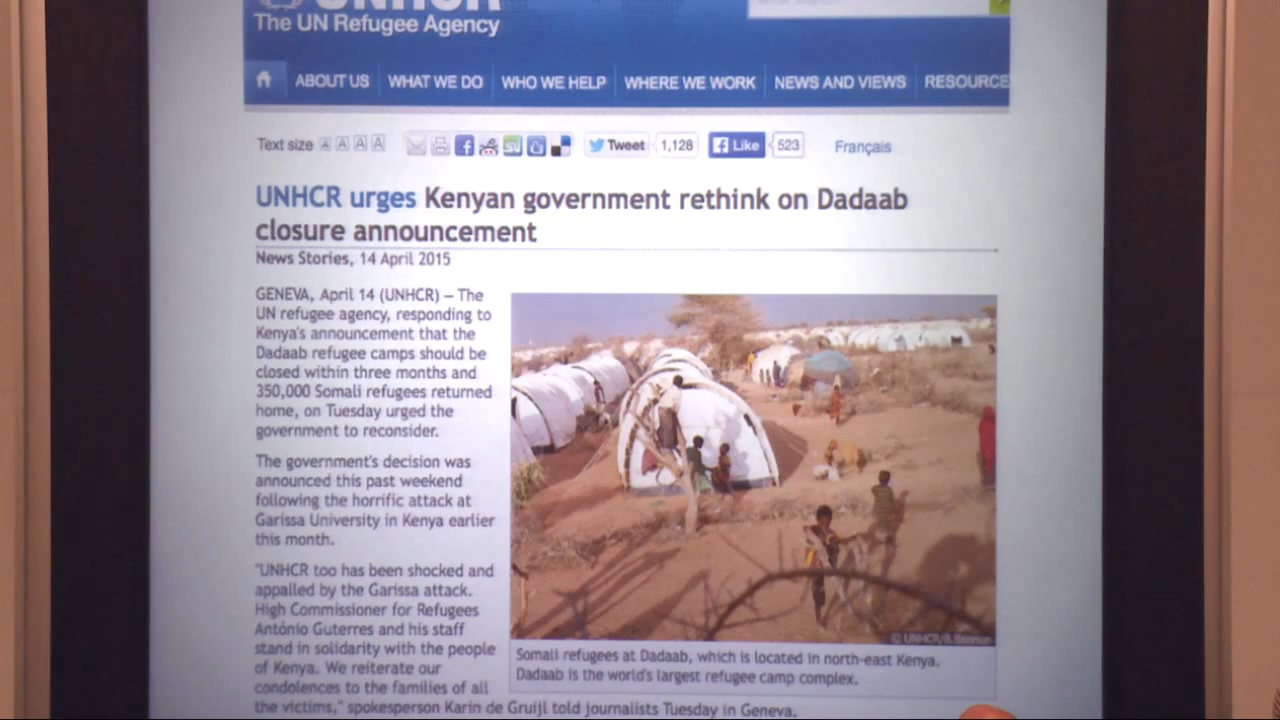 UNHCR
The UN Refugee Agency
ABOUT US WHAT WE DO WHO WE HELP WHERE WE WORK NEWS AND VIEWS RESOURCE
Text size A A A A Tweet 1,128 Like 523 Français
UNHCR urges Kenyan government rethink on Dadaab
closure announcement
News Stories, 14 April 2015
GENEVA, April 14 (UNHCR) – The
UN refugee agency, responding to
Kenya's announcement that the
Dadaab refugee camps should be
closed within three months and
350,000 Somali refugees returned
home, on Tuesday urged the
government to reconsider.
The government's decision was
announced this past weekend
following the horrific attack at
Garissa University in Kenya earlier
this month.
"UNHCR too has been shocked and
appalled by the Garissa attack.
High Commissioner for Refugees
António Guterres and his staff
stand in solidarity with the people
of Kenya. We reiterate our
condolences to the families of all
the victims," spokesperson Karin de Gruijl told journalists Tuesday in Geneva.
© UNHCR/B.Bannon
Somali refugees at Dadaab, which is located in north-east Kenya.
Dadaab is the world's largest refugee camp complex.